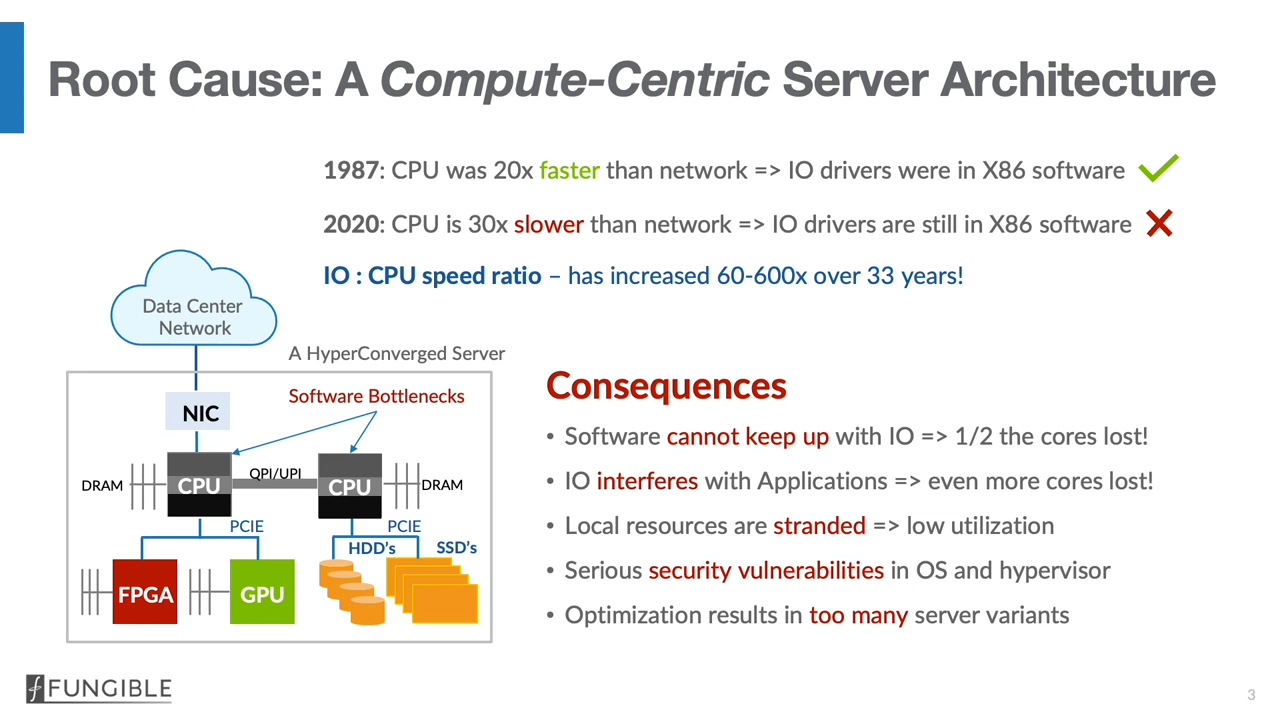 Root Cause: A Compute-Centric Server Architecture
1987: CPU was 20x faster than network => IO drivers were in X86 software
2020: CPU is 30x slower than network => IO drivers are still in X86 software
IO : CPU speed ratio – has increased 60-600x over 33 years!
Data Center
Network
A HyperConverged Server
Software Bottlenecks
NIC
DRAM
CPU
QPI/UPI
CPU
DRAM
PCIE
PCIE
HDD's
SSD's
FPGA
GPU
Consequences
• Software cannot keep up with IO => 1/2 the cores lost!
• IO interferes with Applications => even more cores lost!
• Local resources are stranded => low utilization
• Serious security vulnerabilities in OS and hypervisor
• Optimization results in too many server variants
FUNGIBLE
3